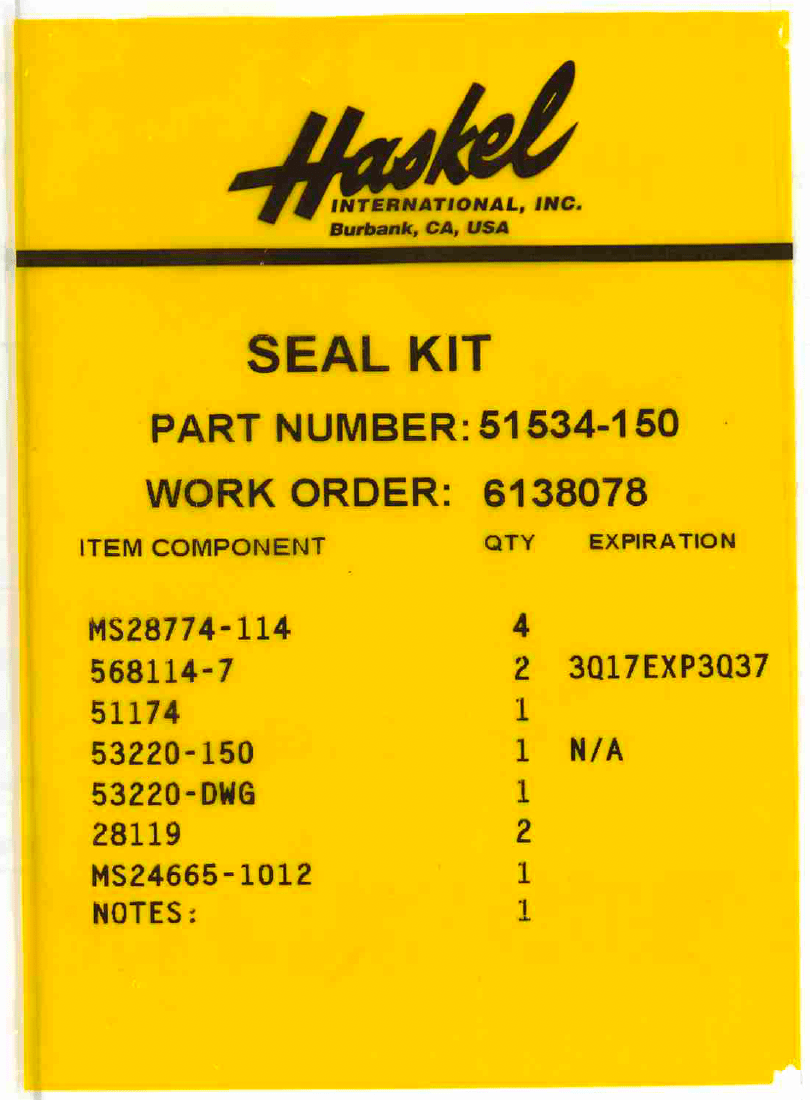 Haskel
INTERNATIONAL, INC.
Burbank, CA, USA
SEAL KIT
PART NUMBER: 51534-150
WORK ORDER: 6138078
ITEM COMPONENT QTY EXPIRATION
MS28774-114 4
568114-7 2 3Q17EXP3Q37
51174 1
53220-150 1 N/A
53220-DWG 1
28119 2
MS24665-1012 1
NOTES: 1